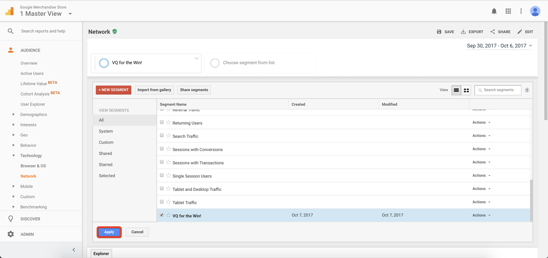 Google Merchandise Store
1 Master View
Search reports and help
Network
SAVE
EXPORT
SHARE
EDIT
Sep 30, 2017 - Oct 6, 2017
AUDIENCE
Overview
Active Users
Lifetime Value BETA
Cohort Analysis BETA
User Explorer
Demographics
Interests
Geo
Behavior
Technology
Browser & OS
Network
Mobile
Custom
Benchmarking
DISCOVER
ADMIN
VQ for the Win!
Choose segment from list
+ NEW SEGMENT
Import from gallery
Share segments
View
Search segments
VIEW SEGMENTS
All
System
Custom
Shared
Starred
Selected
Segment Name
Created
Modified
Referral Traffic
Actions
Returning Users
Actions
Search Traffic
Actions
Sessions with Conversions
Actions
Sessions with Transactions
Actions
Single Session Users
Actions
Tablet and Desktop Traffic
Actions
Tablet Traffic
Actions
VQ for the Win!
Oct 7, 2017
Oct 7, 2017
Actions
Apply
Cancel
Explorer